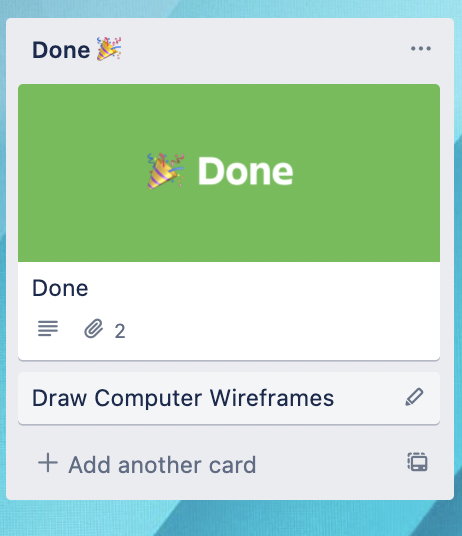 Done 🎉
🎉 Done
Done
2
Draw Computer Wireframes
+ Add another card